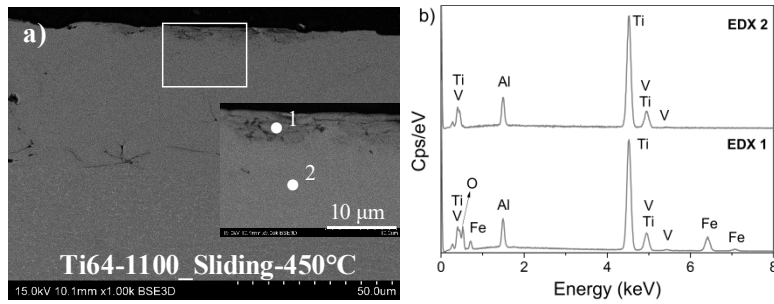 a)
1
2
10 μm
Ti64-1100_Sliding-450°C
15.0kV 10.1mm x1.00k BSE3D
50.0um
b)
EDX 2
Ti
V
Al
Ti
V
Ti
V
EDX 1
O
Ti
V
Fe
Al
Ti
V
Ti
V
Fe
Fe
Cps/eV
0 2 4 6 8
Energy (keV)